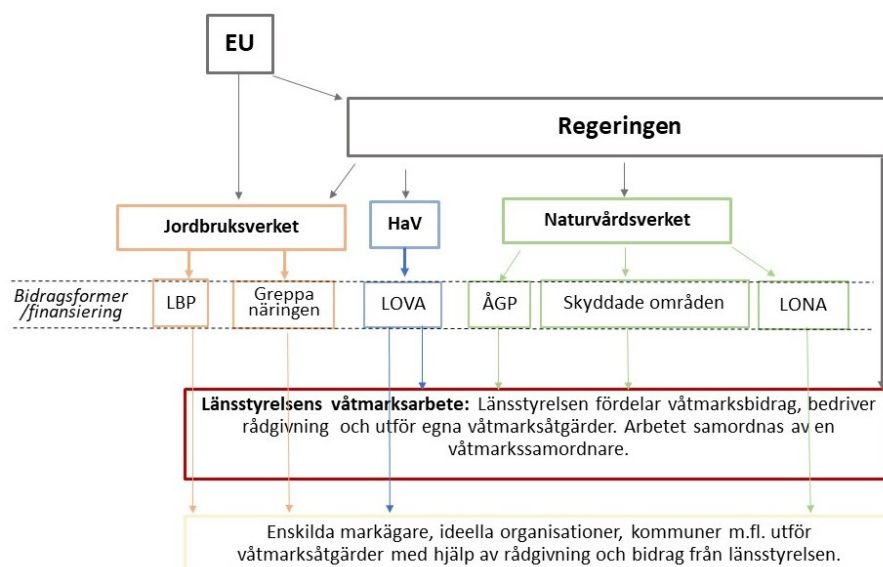 EU
Regeringen
Jordbruksverket
HaV
Naturvårdsverket
Bidragsformer
/finansiering
LBP
Greppa
näringen
LOVA
ÅGP
Skyddade områden
LONA
Länsstyrelsens våtmarksarbete: Länsstyrelsen fördelar våtmarksbidrag, bedriver
rådgivning och utför egna våtmarksåtgärder. Arbetet samordnas av en
våtmarkssamordnare.
Enskilda markägare, ideella organisationer, kommuner m.fl. utför
våtmarksåtgärder med hjälp av rådgivning och bidrag från länsstyrelsen.